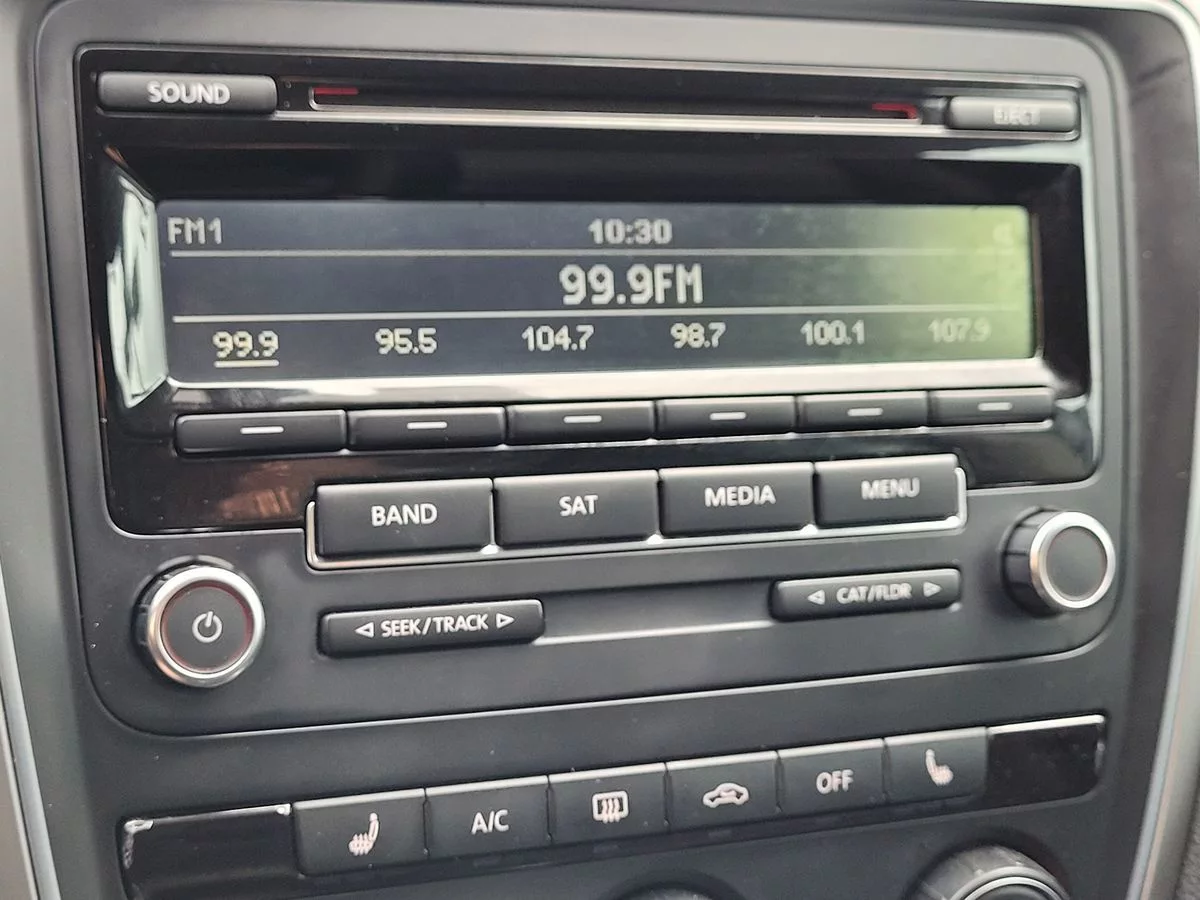 SOUND EJECT
FM1 10:30
99.9FM
99.9 95.5 104.7 98.7 100.1 107.9
BAND SAT MEDIA MENU
SEEK/TRACK CAT/FLDR
A/C OFF